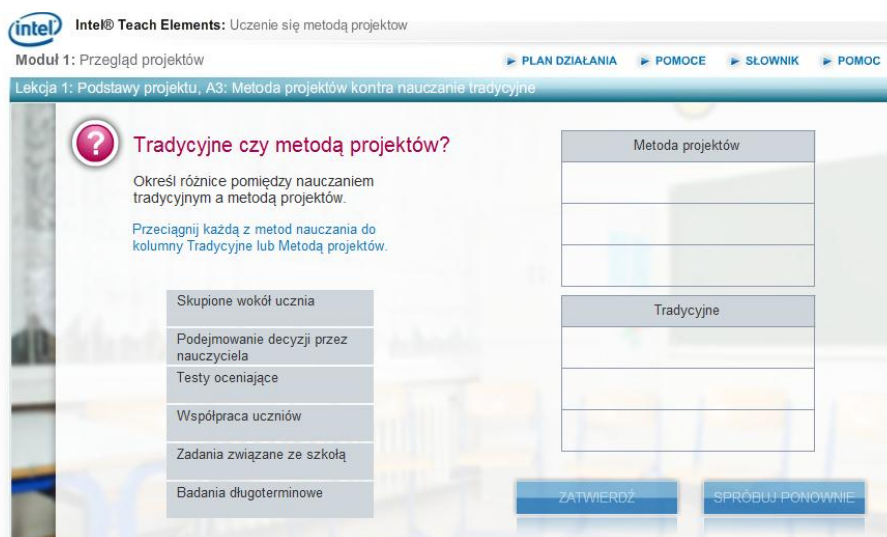 intel® Intel® Teach Elements: Uczenie się metodą projektow
Moduł 1: Przegląd projektów
PLAN DZIAŁANIA POMOCE SŁOWNIK POMOC
Lekcja 1: Podstawy projektu, A3: Metoda projektów kontra nauczanie tradycyjne
? Tradycyjne czy metodą projektów?
Określ różnice pomiędzy nauczaniem
tradycyjnym a metodą projektów.
Przeciągnij każdą z metod nauczania do
kolumny Tradycyjne lub Metodą projektów.
Skupione wokół ucznia
Podejmowanie decyzji przez
nauczyciela
Testy oceniające
Współpraca uczniów
Zadania związane ze szkołą
Badania długoterminowe
Metoda projektów
Tradycyjne
ZATWIERDŹ
SPRÓBUJ PONOWNIE